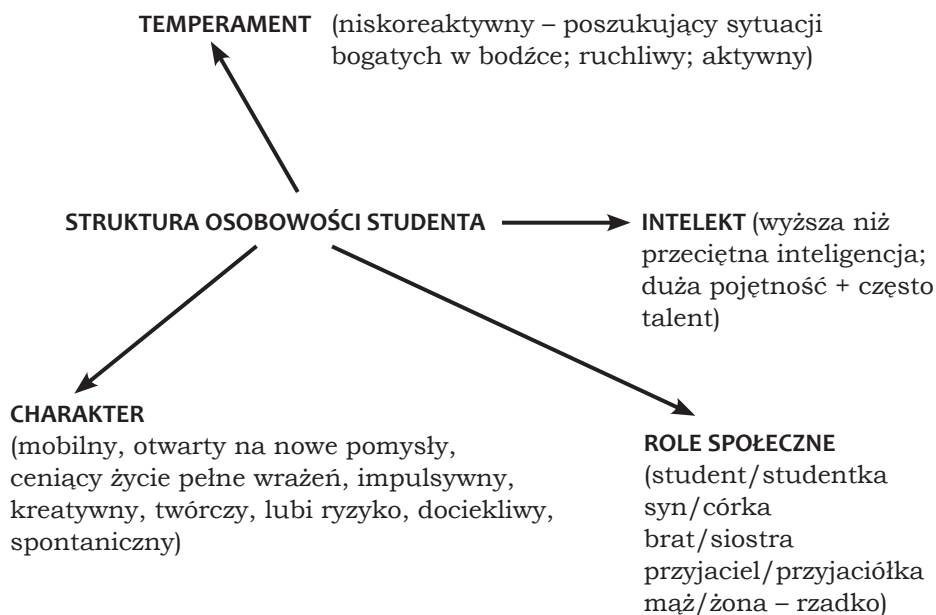 TEMPERAMENT (niskoreaktywny – poszukujący sytuacji
bogatych w bodźce; ruchliwy; aktywny)
STRUKTURA OSOBOWOŚCI STUDENTA
INTELEKT (wyższa niż
przeciętna inteligencja;
duża pojętność + często
talent)
CHARAKTER
(mobilny, otwarty na nowe pomysły,
ceniący życie pełne wrażeń, impulsywny,
kreatywny, twórczy, lubi ryzyko, dociekliwy,
spontaniczny)
ROLE SPOŁECZNE
(student/studentka
syn/córka
brat/siostra
przyjaciel/przyjaciółka
mąż/żona – rzadko)